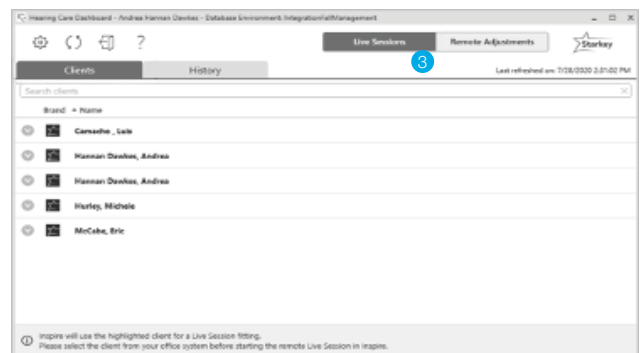 Hearing Care Dashboard - Andrea Hannan Dawkes - Database Environment: IntegrationFallManagement
?
Live Sessions
Remote Adjustments
Starkey
3
Clients
History
Last refreshed on: 7/28/2020 2:31:02 PM
Search clients
Brand
Name
Camacho , Luis
Hannan Dawkes, Andrea
Hannan Dawkes, Andrea
Hurley, Michele
McCabe, Eric
Inspire will use the highlighted client for a Live Session fitting.
Please select the client from your office system before starting the remote Live Session in Inspire.